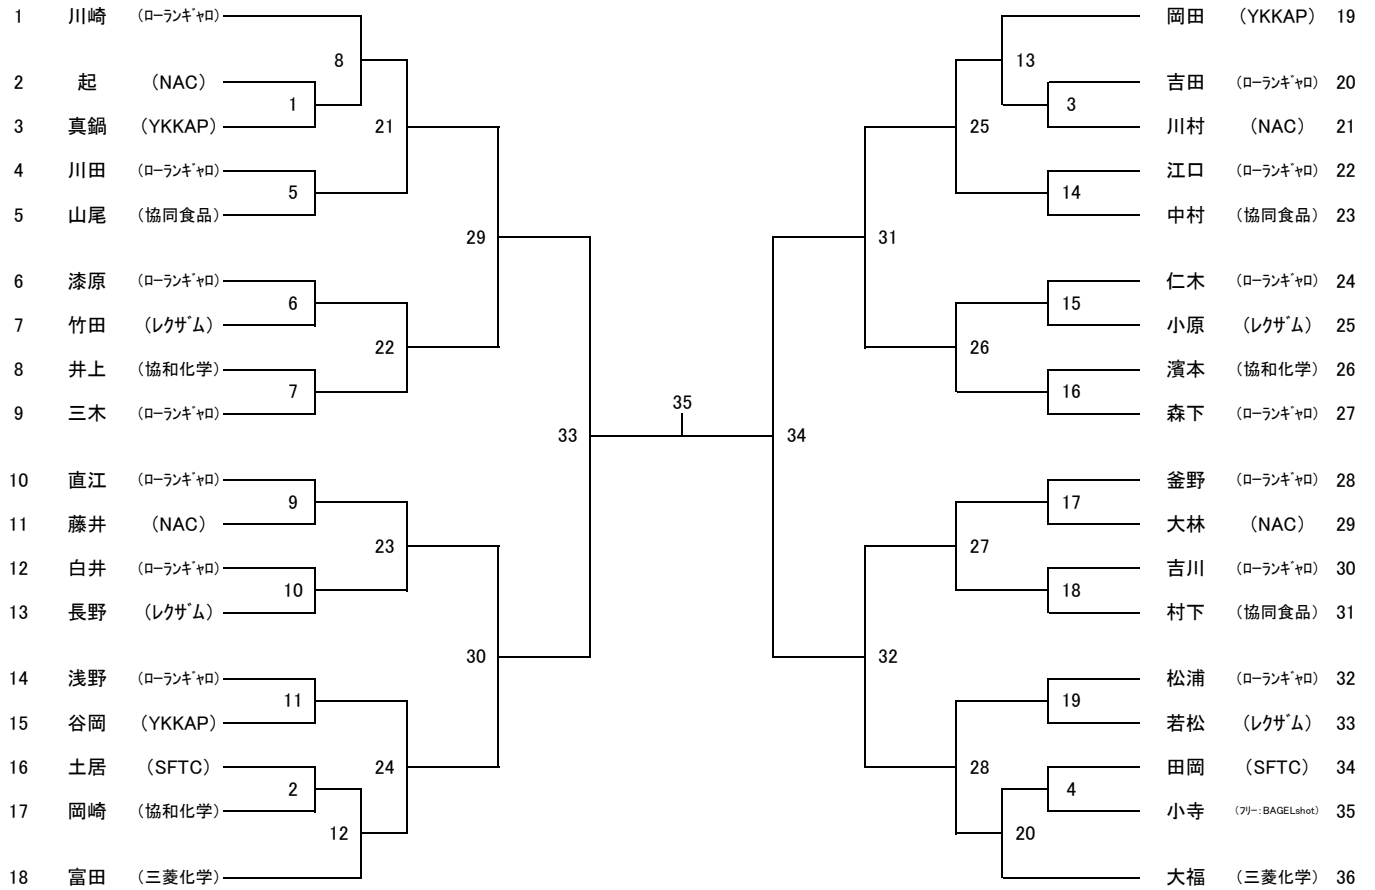 1 川崎 (ﾛｰﾗﾝｷﾞｬﾛ)
8
2 起 (NAC)
1
3 真鍋 (YKKAP)
21
4 川田 (ﾛｰﾗﾝｷﾞｬﾛ)
5
5 山尾 (協同食品)
29
6 漆原 (ﾛｰﾗﾝｷﾞｬﾛ)
6
7 竹田 (ﾚｸｻﾞﾑ)
22
8 井上 (協和化学)
7
9 三木 (ﾛｰﾗﾝｷﾞｬﾛ)
33
10 直江 (ﾛｰﾗﾝｷﾞｬﾛ)
9
11 藤井 (NAC)
23
12 白井 (ﾛｰﾗﾝｷﾞｬﾛ)
10
13 長野 (ﾚｸｻﾞﾑ)
30
14 浅野 (ﾛｰﾗﾝｷﾞｬﾛ)
11
15 谷岡 (YKKAP)
24
16 土居 (SFTC)
2
17 岡崎 (協和化学)
12
18 富田 (三菱化学)
35
岡田 (YKKAP) 19
13
吉田 (ﾛｰﾗﾝｷﾞｬﾛ) 20
3
川村 (NAC) 21
25
江口 (ﾛｰﾗﾝｷﾞｬﾛ) 22
14
中村 (協同食品) 23
31
仁木 (ﾛｰﾗﾝｷﾞｬﾛ) 24
15
小原 (ﾚｸｻﾞﾑ) 25
26
濱本 (協和化学) 26
16
森下 (ﾛｰﾗﾝｷﾞｬﾛ) 27
34
釜野 (ﾛｰﾗﾝｷﾞｬﾛ) 28
17
大林 (NAC) 29
27
吉川 (ﾛｰﾗﾝｷﾞｬﾛ) 30
18
村下 (協同食品) 31
32
松浦 (ﾛｰﾗﾝｷﾞｬﾛ) 32
19
若松 (ﾚｸｻﾞﾑ) 33
28
田岡 (SFTC) 34
4
小寺 (ﾌﾘｰ:BAGELshot) 35
20
大福 (三菱化学) 36